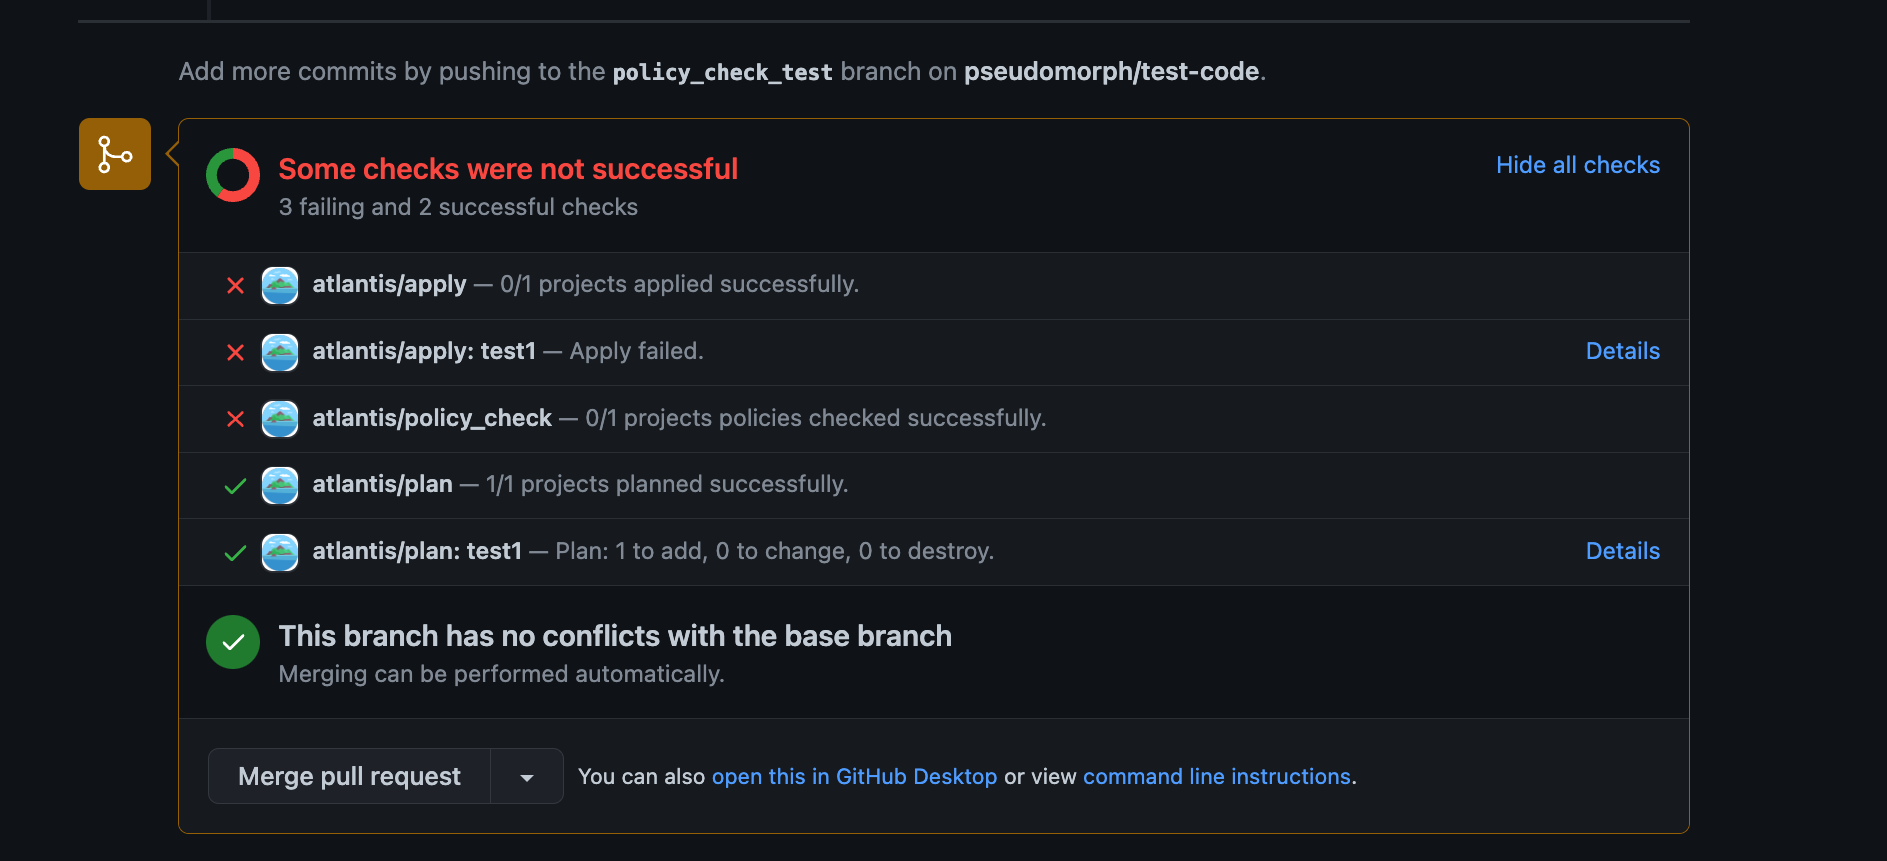 Add more commits by pushing to the policy_check_test branch on pseudomorph/test-code.
Some checks were not successful
Hide all checks
3 failing and 2 successful checks
atlantis/apply — 0/1 projects applied successfully.
atlantis/apply: test1 — Apply failed.
Details
atlantis/policy_check — 0/1 projects policies checked successfully.
atlantis/plan — 1/1 projects planned successfully.
atlantis/plan: test1 — Plan: 1 to add, 0 to change, 0 to destroy.
Details
This branch has no conflicts with the base branch
Merging can be performed automatically.
Merge pull request
You can also open this in GitHub Desktop or view command line instructions.